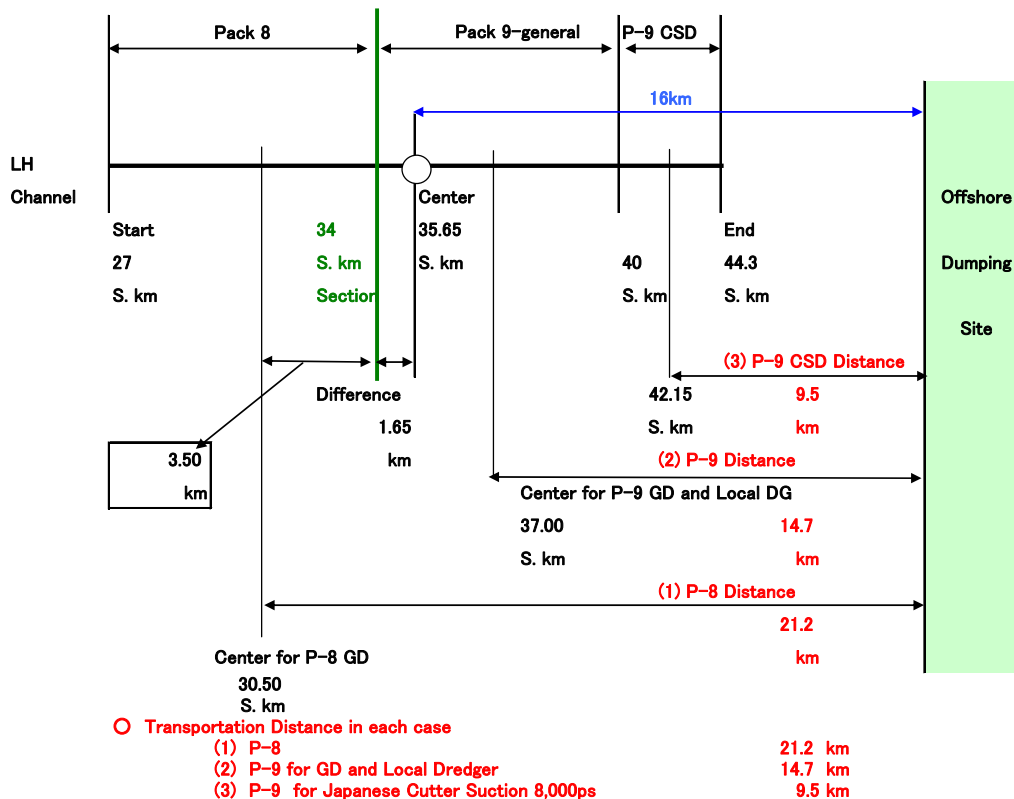 Pack 8 Pack 9-general P-9 CSD
16km
LH
Channel Center Offshore
Start 34 35.65 End
27 S. km S. km 40 44.3 Dumping
S. km Section S. km S. km
Site
(3) P-9 CSD Distance
Difference 42.15 9.5
1.65 S. km km
3.50 km (2) P-9 Distance
km Center for P-9 GD and Local DG
37.00 14.7
S. km km
(1) P-8 Distance
21.2
Center for P-8 GD km
30.50
S. km
Transportation Distance in each case
(1) P-8 21.2 km
(2) P-9 for GD and Local Dredger 14.7 km
(3) P-9 for Japanese Cutter Suction 8,000ps 9.5 km